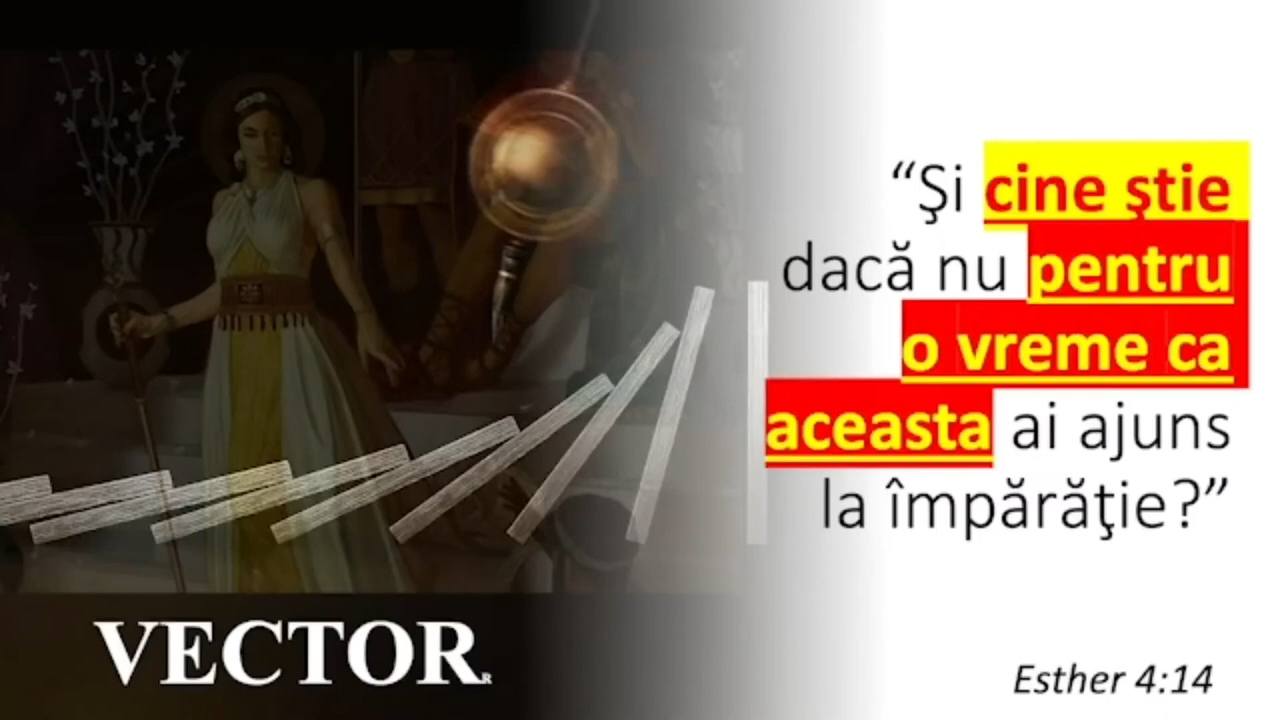 “Şi cine ştie
dacă nu pentru
o vreme ca
aceasta ai ajuns
la împărăţie?”
VECTOR R
Esther 4:14